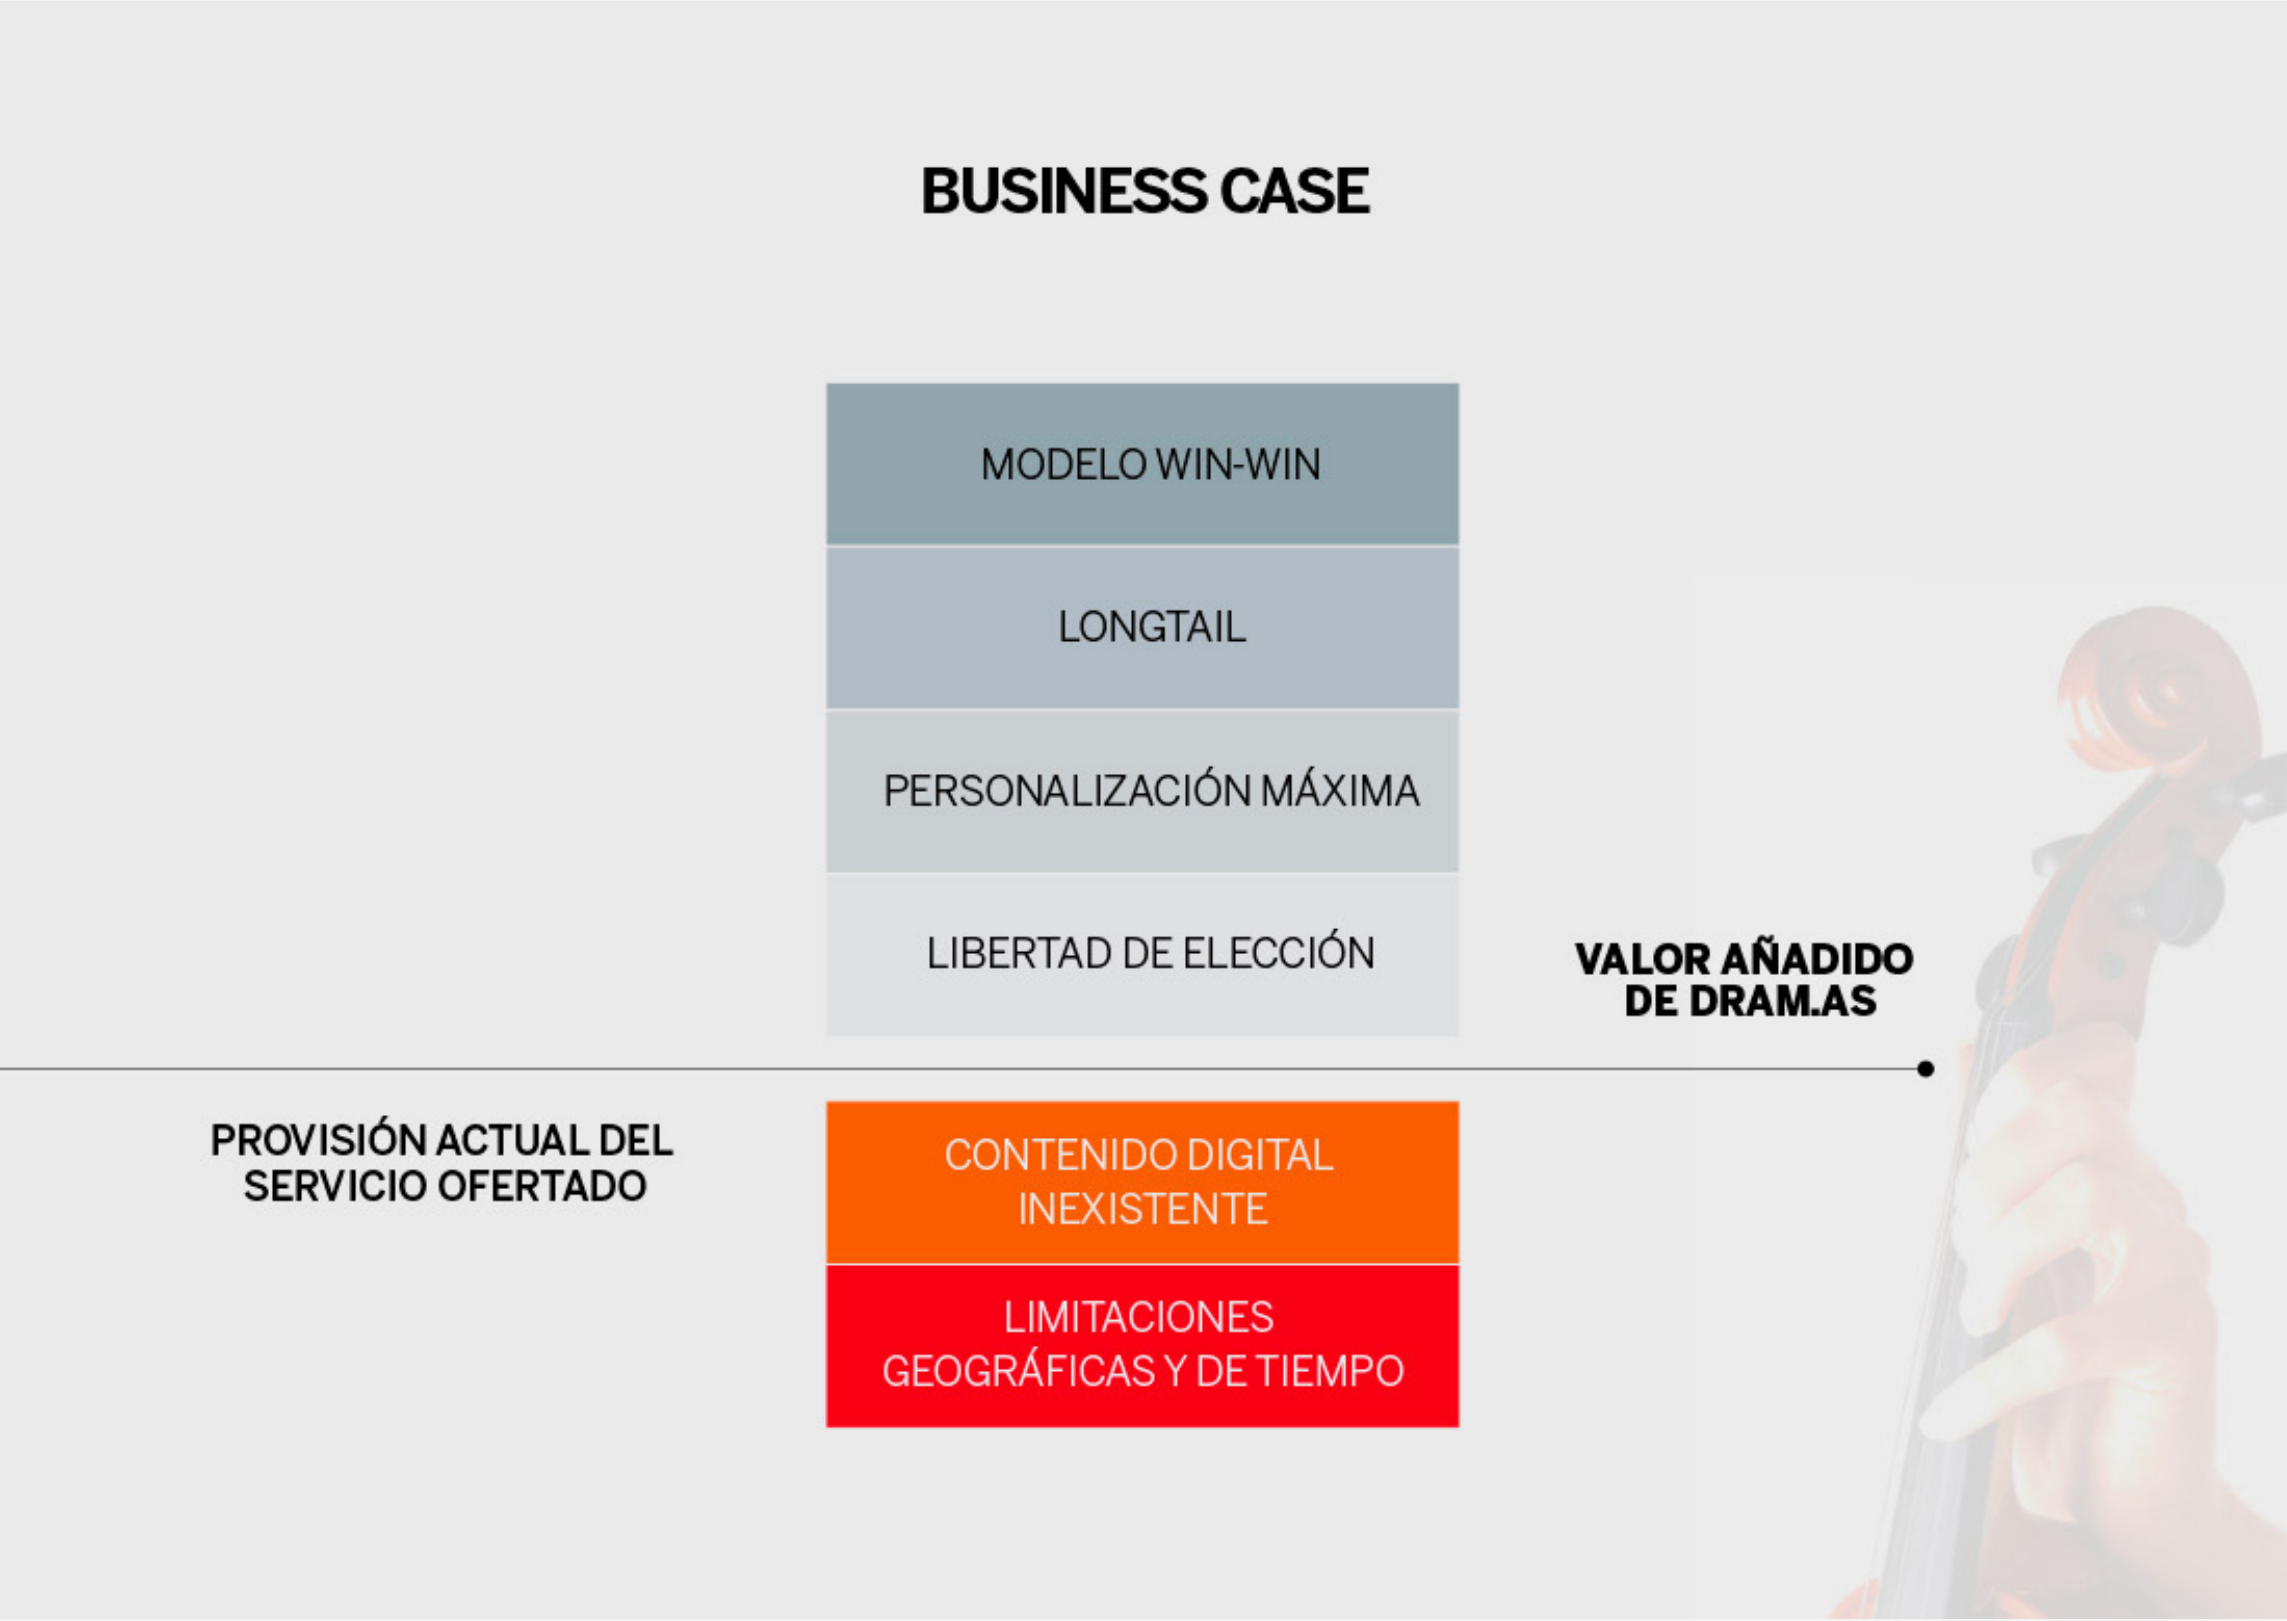 BUSINESS CASE
MODELO WIN-WIN
LONGTAIL
PERSONALIZACIÓN MÁXIMA
LIBERTAD DE ELECCIÓN
VALOR AÑADIDO
DE DRAM.AS
PROVISIÓN ACTUAL DEL
SERVICIO OFERTADO
CONTENIDO DIGITAL
INEXISTENTE
LIMITACIONES
GEOGRÁFICAS Y DE TIEMPO